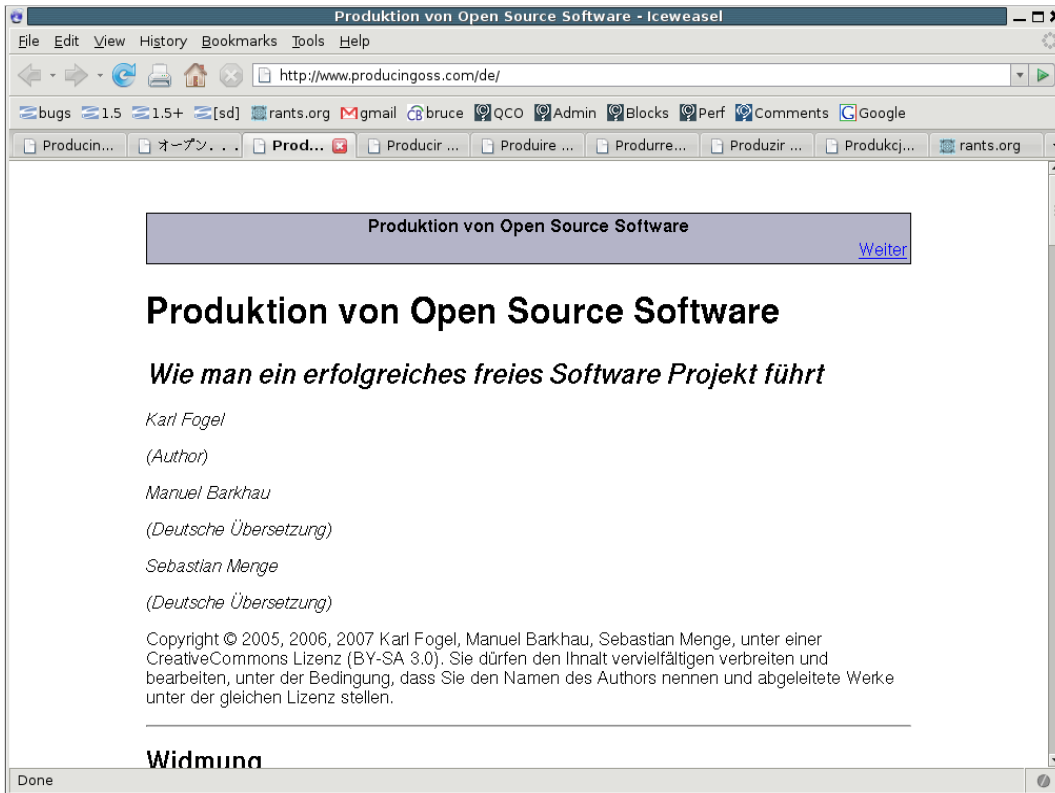 Produktion von Open Source Software - Iceweasel
File Edit View History Bookmarks Tools Help
http://www.producingoss.com/de/
bugs 1.5 1.5+ [sd] rants.org gmail bruce QCO Admin Blocks Perf Comments Google
Producin... オープン... Prod... Producir ... Produire ... Produrre... Produzir ... Produkcj... rants.org
Produktion von Open Source Software
Weiter
Produktion von Open Source Software
Wie man ein erfolgreiches freies Software Projekt führt
Karl Fogel
(Author)
Manuel Barkhau
(Deutsche Übersetzung)
Sebastian Menge
(Deutsche Übersetzung)
Copyright © 2005, 2006, 2007 Karl Fogel, Manuel Barkhau, Sebastian Menge, unter einer
CreativeCommons Lizenz (BY-SA 3.0). Sie dürfen den Ihnalt vervielfältigen verbreiten und
bearbeiten, unter der Bedingung, dass Sie den Namen des Authors nennen und abgeleitete Werke
unter der gleichen Lizenz stellen.
Widmung
Done